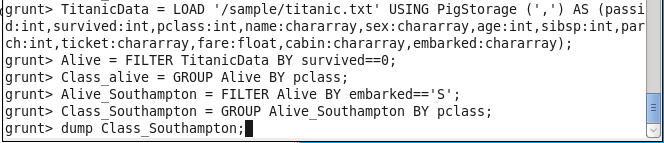 grunt> TitanicData = LOAD '/sample/titanic.txt' USING PigStorage (',') AS (passi
d:int,survived:int,pclass:int,name:chararray,sex:chararray,age:int,sibsp:int,par
ch:int,ticket:chararray,fare:float,cabin:chararray,embarked:chararray);
grunt> Alive = FILTER TitanicData BY survived==0;
grunt> Class_alive = GROUP Alive BY pclass;
grunt> Alive_Southampton = FILTER Alive BY embarked=='S';
grunt> Class_Southampton = GROUP Alive_Southampton BY pclass;
grunt> dump Class_Southampton;